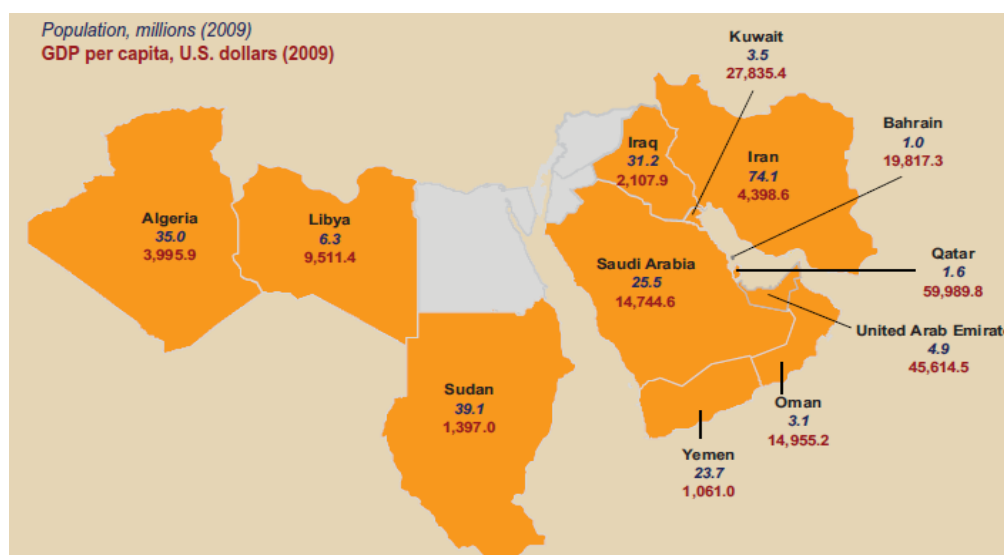 Population, millions (2009)
GDP per capita, U.S. dollars (2009)
Kuwait
3.5
27,835.4
Bahrain
1.0
19,817.3
Iraq
31.2
2,107.9
Iran
74.1
4,398.6
Algeria
35.0
3,995.9
Libya
6.3
9,511.4
Saudi Arabia
25.5
14,744.6
Qatar
1.6
59,989.8
United Arab Emirate
4.9
45,614.5
Sudan
39.1
1,397.0
Oman
3.1
14,955.2
Yemen
23.7
1,061.0